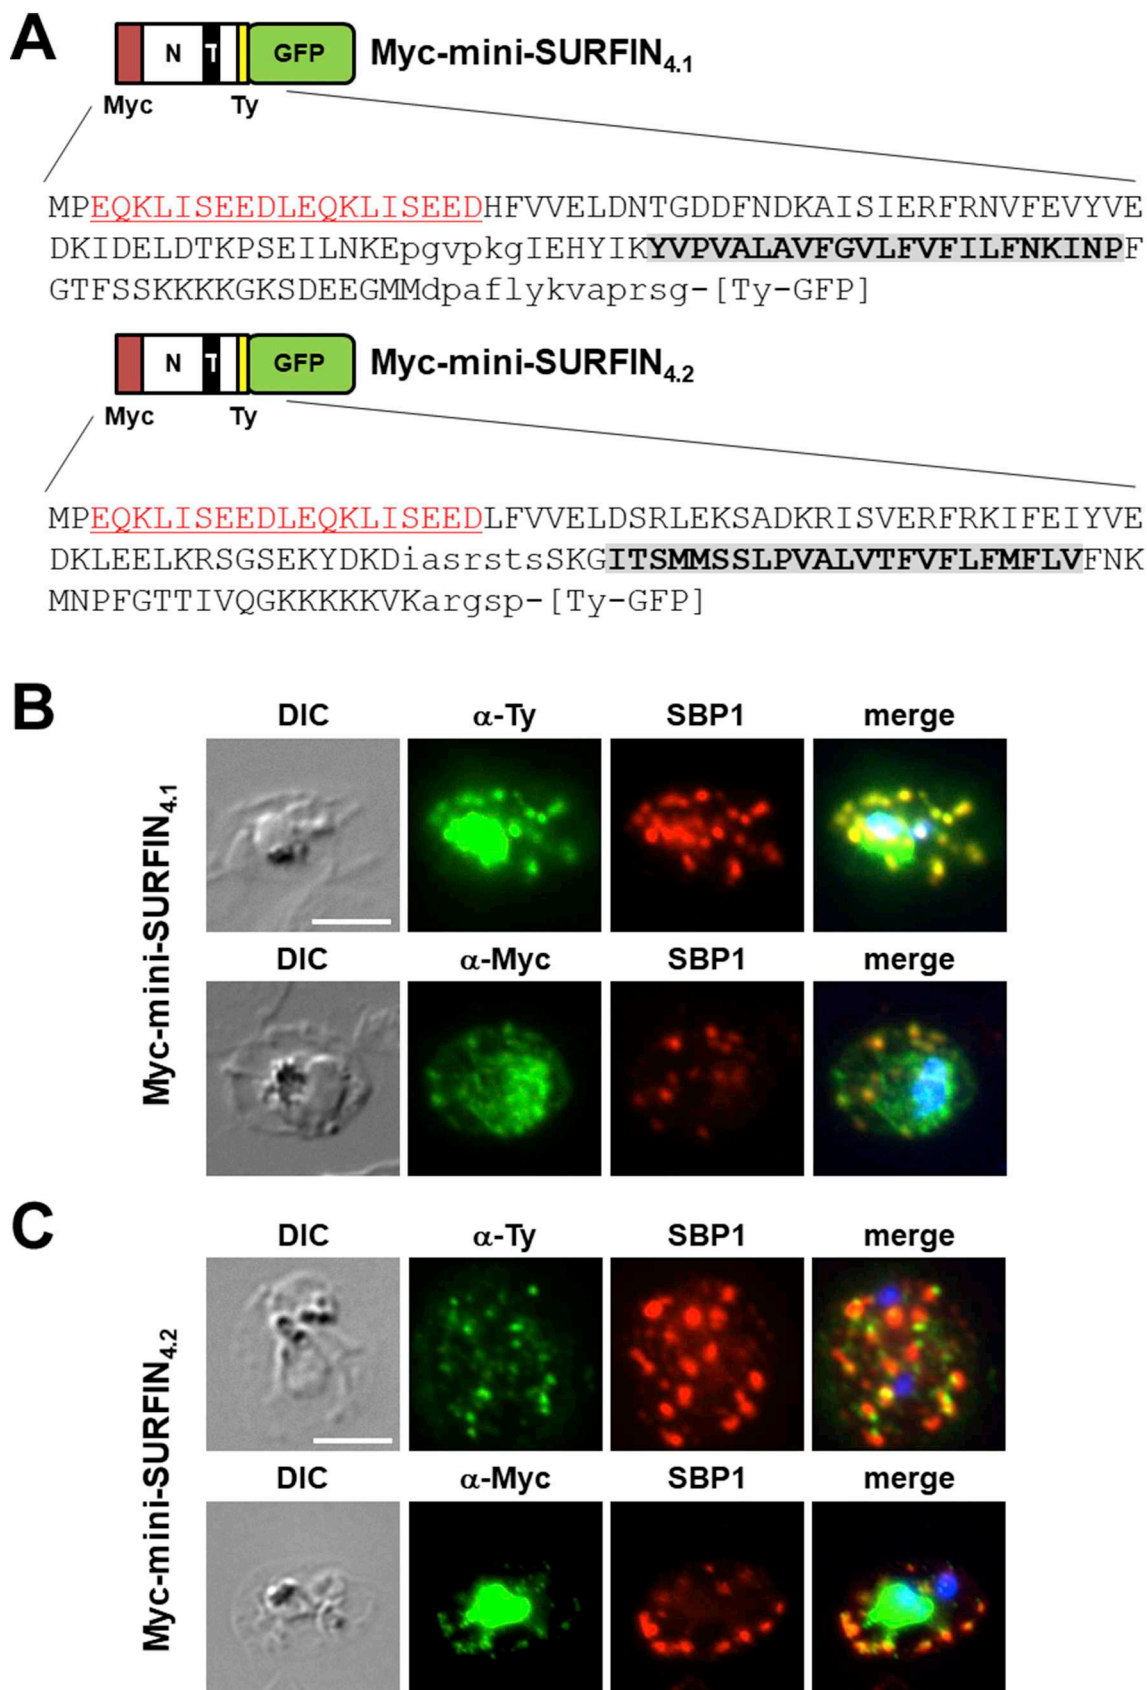 A
N T GFP Myc-mini-SURFIN4.1
Myc Ty
MPEQKLISEEDLEQKLISEEDHFVVELDNTGDDFNDKAISIERFRNVFEVYVE
DKIDELDTKPSEILNKEpgvpkgIEHYIKYVPVALAVFGVLFVFILFNKINPF
GTFSSKKKKGKSDEEGMMdpaflykvaprsg-[Ty-GFP]
N T GFP Myc-mini-SURFIN4.2
Myc Ty
MPEQKLISEEDLEQKLISEEDLFVVELDSRLEKSADKRISVERFRKIFEIYVE
DKLEELKRSGSEKYDKDiasrstsSKGITSMMSSLPVALVTFVFLFMFLVFNK
MNPFGTTIVQGKKKKKVKargsp-[Ty-GFP]
B
DIC α-Ty SBP1 merge
Myc-mini-SURFIN4.1
DIC α-Myc SBP1 merge
C
DIC α-Ty SBP1 merge
Myc-mini-SURFIN4.2
DIC α-Myc SBP1 merge